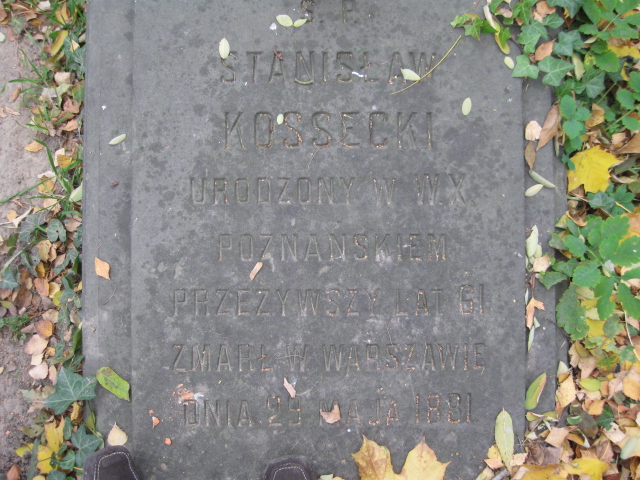 Ś. P.
STANISŁAW
KOSSECKI
URODZONY W W. X.
POZNAŃSKIEM
PRZEŻYWSZY LAT 61
ZMARŁ W WARSZAWIE
DNIA 29 MAJA 1881